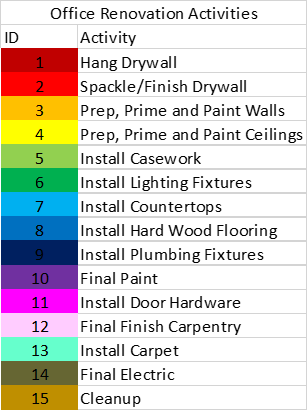 Office Renovation Activities
ID Activity
1 Hang Drywall
2 Spackle/Finish Drywall
3 Prep, Prime and Paint Walls
4 Prep, Prime and Paint Ceilings
5 Install Casework
6 Install Lighting Fixtures
7 Install Countertops
8 Install Hard Wood Flooring
9 Install Plumbing Fixtures
10 Final Paint
11 Install Door Hardware
12 Final Finish Carpentry
13 Install Carpet
14 Final Electric
15 Cleanup